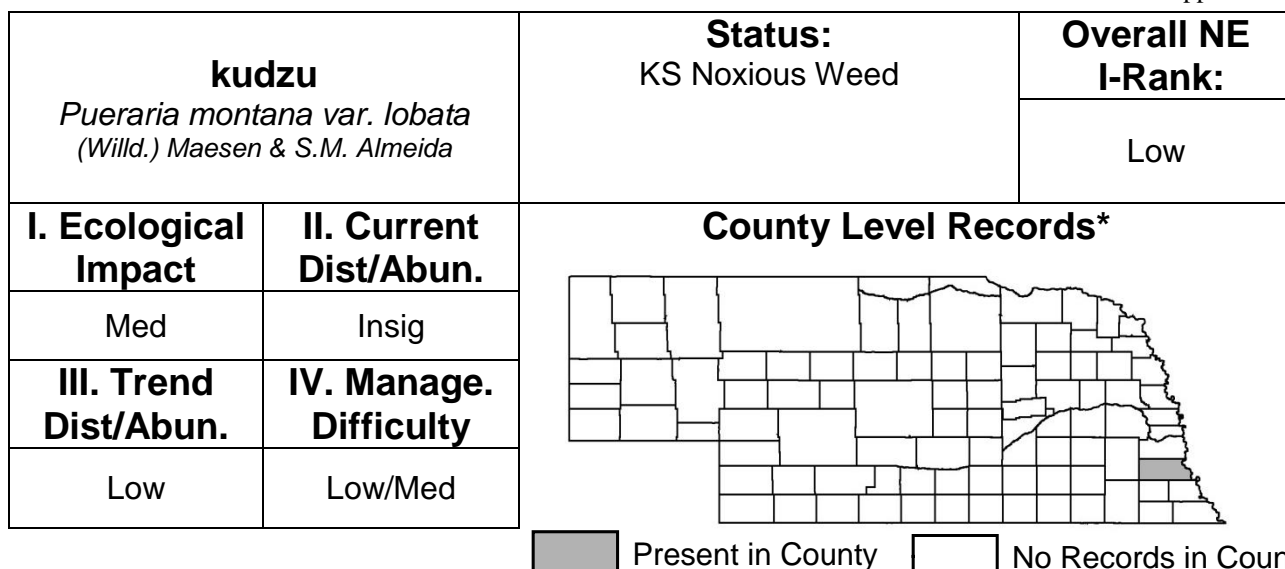 kudzu
Pueraria montana var. lobata
(Willd.) Maesen & S.M. Almeida
Status:
KS Noxious Weed
Overall NE
I-Rank:
Low
I. Ecological
Impact
II. Current
Dist/Abun.
Med
Insig
III. Trend
Dist/Abun.
IV. Manage.
Difficulty
Low
Low/Med
County Level Records*
Present in County
No Records in Coun